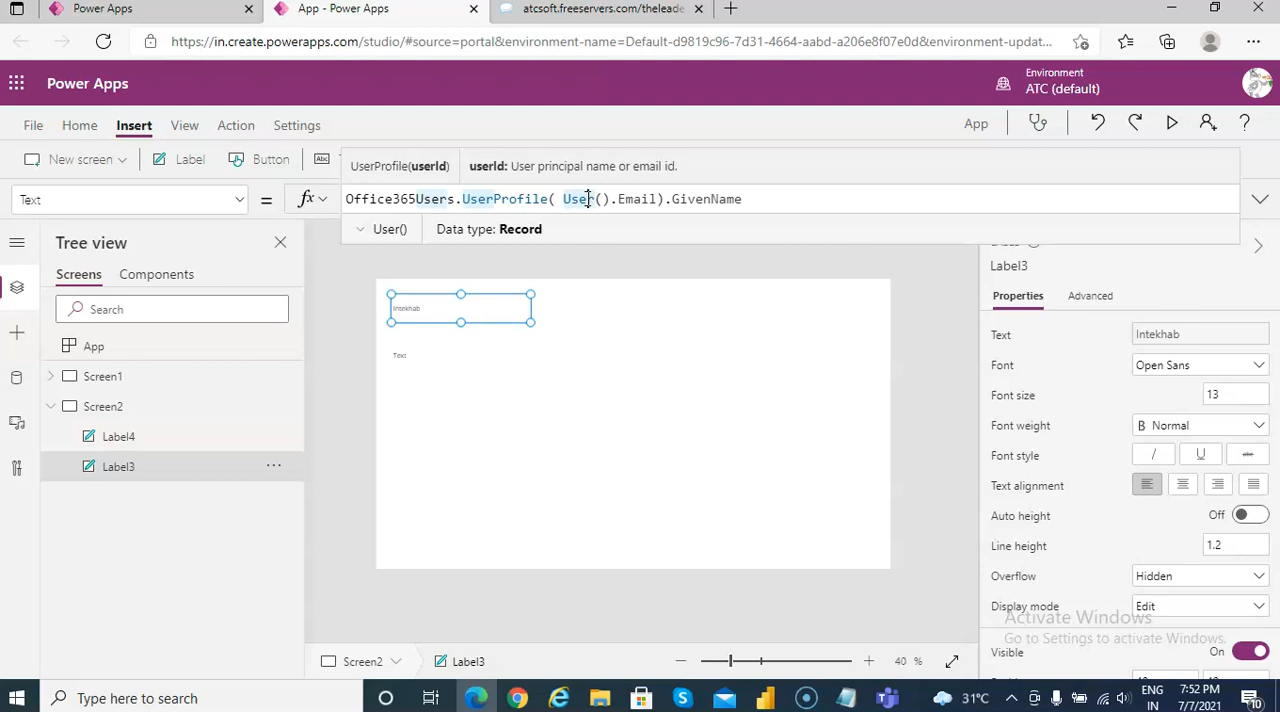 Power Apps
App - Power Apps
atcsoft.freeservers.com/theleade
https://in.create.powerapps.com/studio/#source=portal&environment-name=Default-d9819c96-7d31-4664-aabd-a206e8f07e0d&environment-updat...
Power Apps
Environment
ATC (default)
File Home Insert View Action Settings
App
New screen Label Button Abc
UserProfile(userId) userId: User principal name or email id.
Text = fx Office365Users.UserProfile( User().Email).GivenName
User() Data type: Record
Tree view
Screens Components
Search
App
Screen1
Screen2
Label4
Label3 ...
Intekhab
Text
Label3
Properties Advanced
Text Intekhab
Font Open Sans
Font size 13
Font weight B Normal
Font style / U abc
Text alignment
Auto height Off
Line height 1.2
Overflow Hidden
Display mode Edit
Activate Windows
Go to Settings to activate Windows.
Visible On
Screen2 Label3 40 %
Type here to search
31°C
ENG
IN
7:52 PM
7/7/2021
10